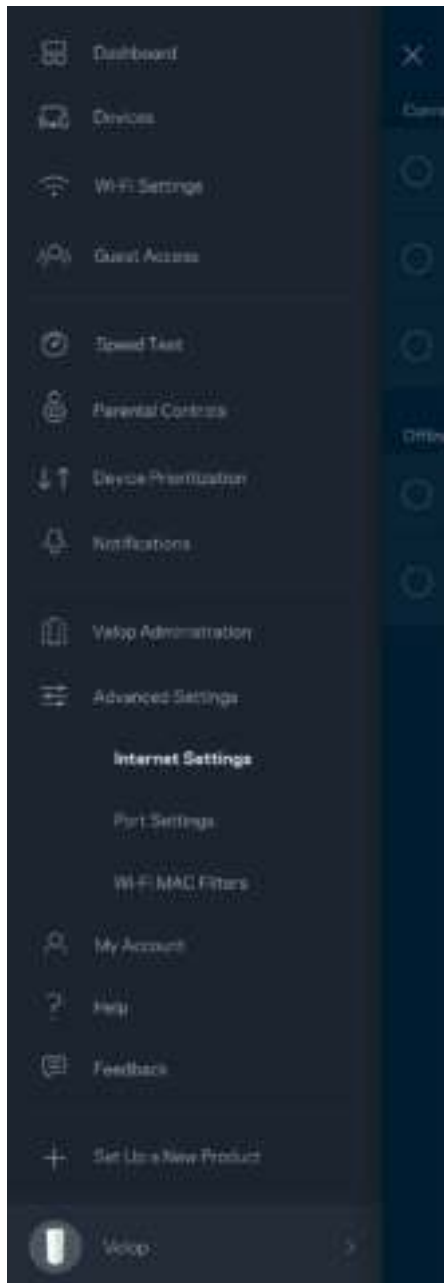 Dashboard
Devices
Wi-Fi Settings
Guest Access
Speed Test
Parental Controls
Device Prioritization
Notifications
Velop Administration
Advanced Settings
Internet Settings
Port Settings
Wi-Fi MAC Filters
My Account
Help
Feedback
Set Up a New Product
Velop